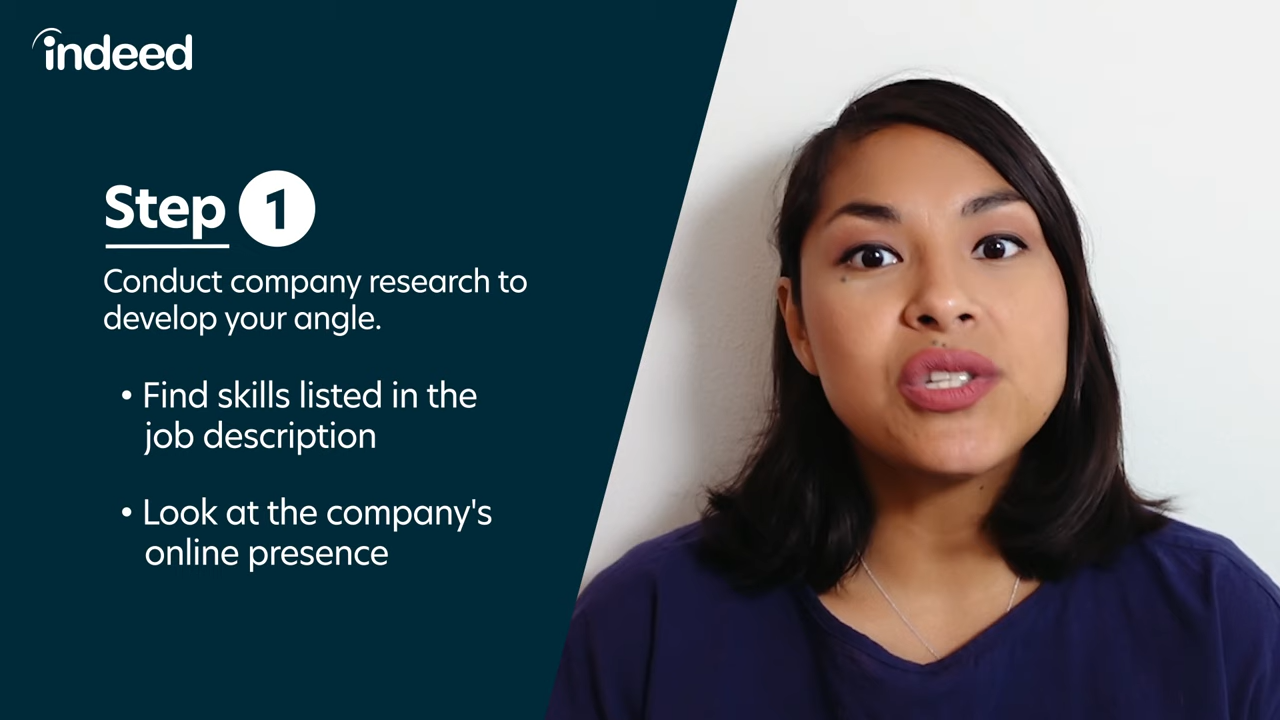 indeed
Step 1
Conduct company research to
develop your angle.
• Find skills listed in the
job description
• Look at the company's
online presence